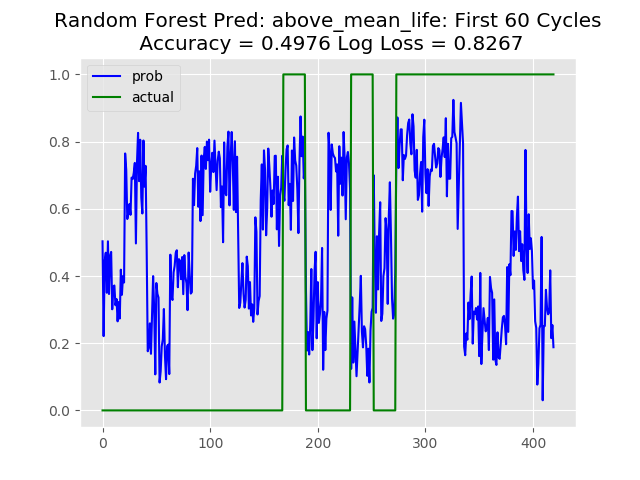 Random Forest Pred: above_mean_life: First 60 Cycles
Accuracy = 0.4976 Log Loss = 0.8267
prob
actual
1.0
0.8
0.6
0.4
0.2
0.0
0
100
200
300
400